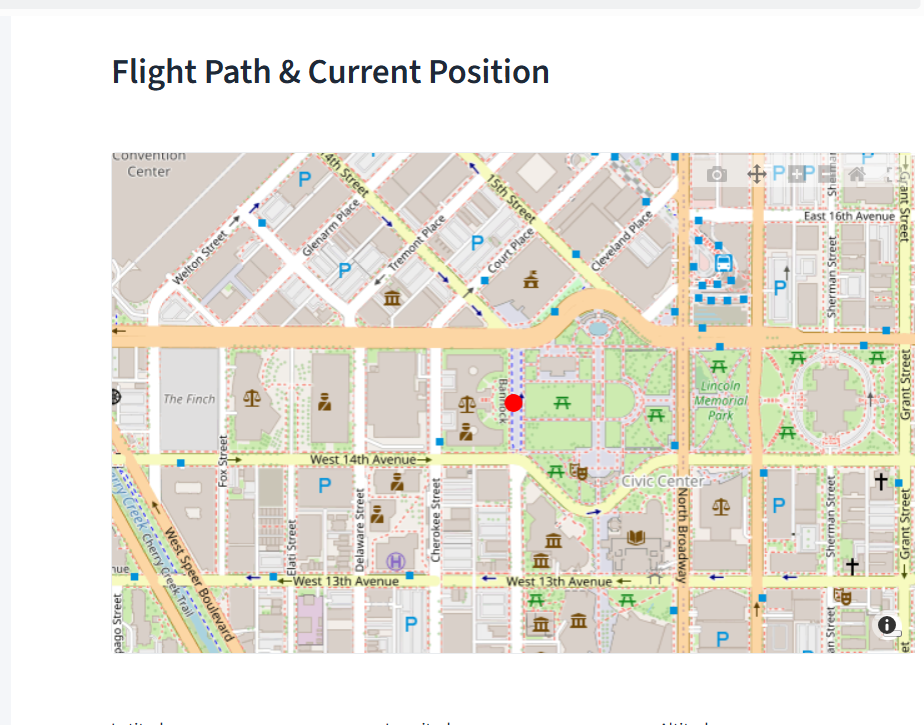 Flight Path & Current Position
Convention
Center
14th Street
15th Street
Welton Street
Glenarm Place
Tremont Place
Court Place
Cleveland Place
East 16th Avenue
Grant Street
Sherman Street
P
P
P
P
P
P
P
The Finch
Bannock
Lincoln
Memorial
Park
Grant Street
West 14th Avenue
Fox Street
Civic Center
P
P
Cherry Creek
Cherry Creek Trail
West Speer Boulevard
Elati Street
Delaware Street
Cherokee Street
North Broadway
Sherman Street
Grant Street
H
West 13th Avenue
West 13th Avenue
P
P
i